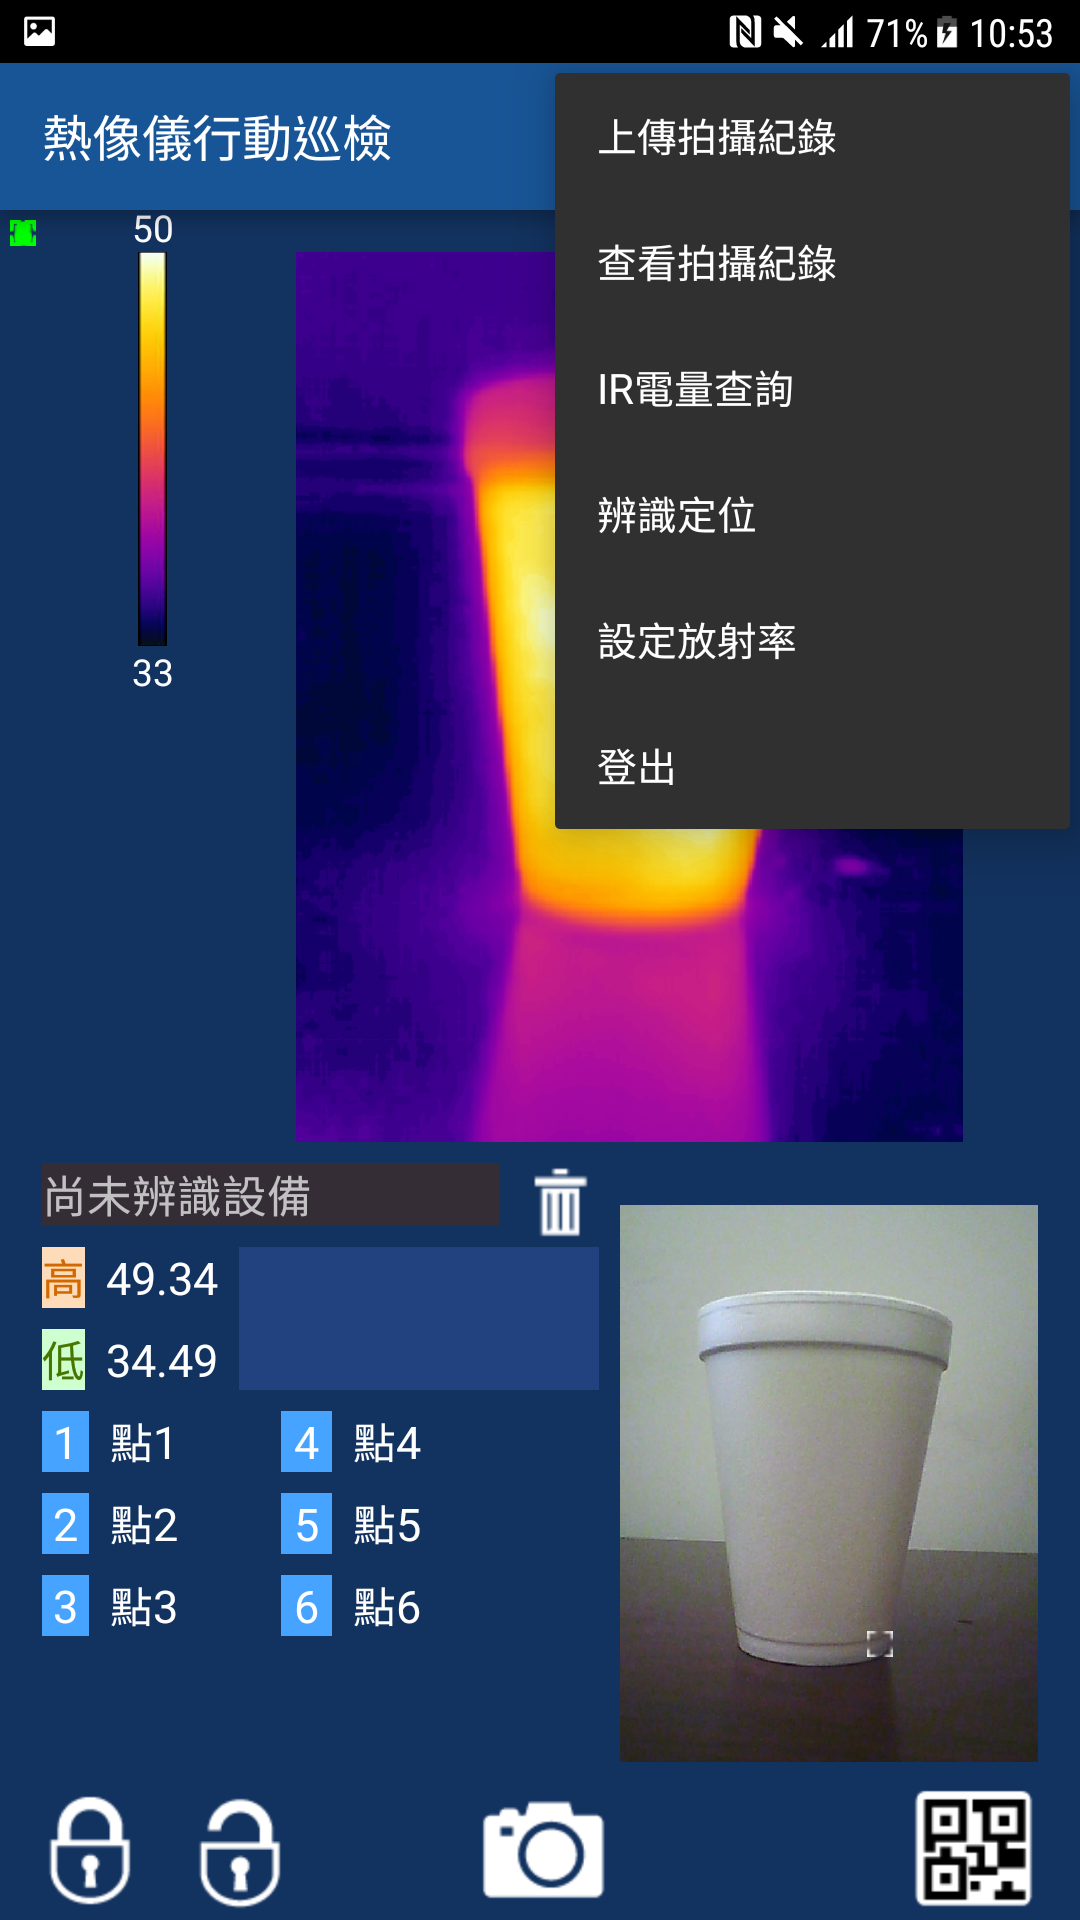 71% 10:53
熱像儀行動巡檢
上傳拍攝紀錄
查看拍攝紀錄
IR電量查詢
辨識定位
設定放射率
登出
50
33
尚未辨識設備
高 49.34
低 34.49
1 點1 4 點4
2 點2 5 點5
3 點3 6 點6